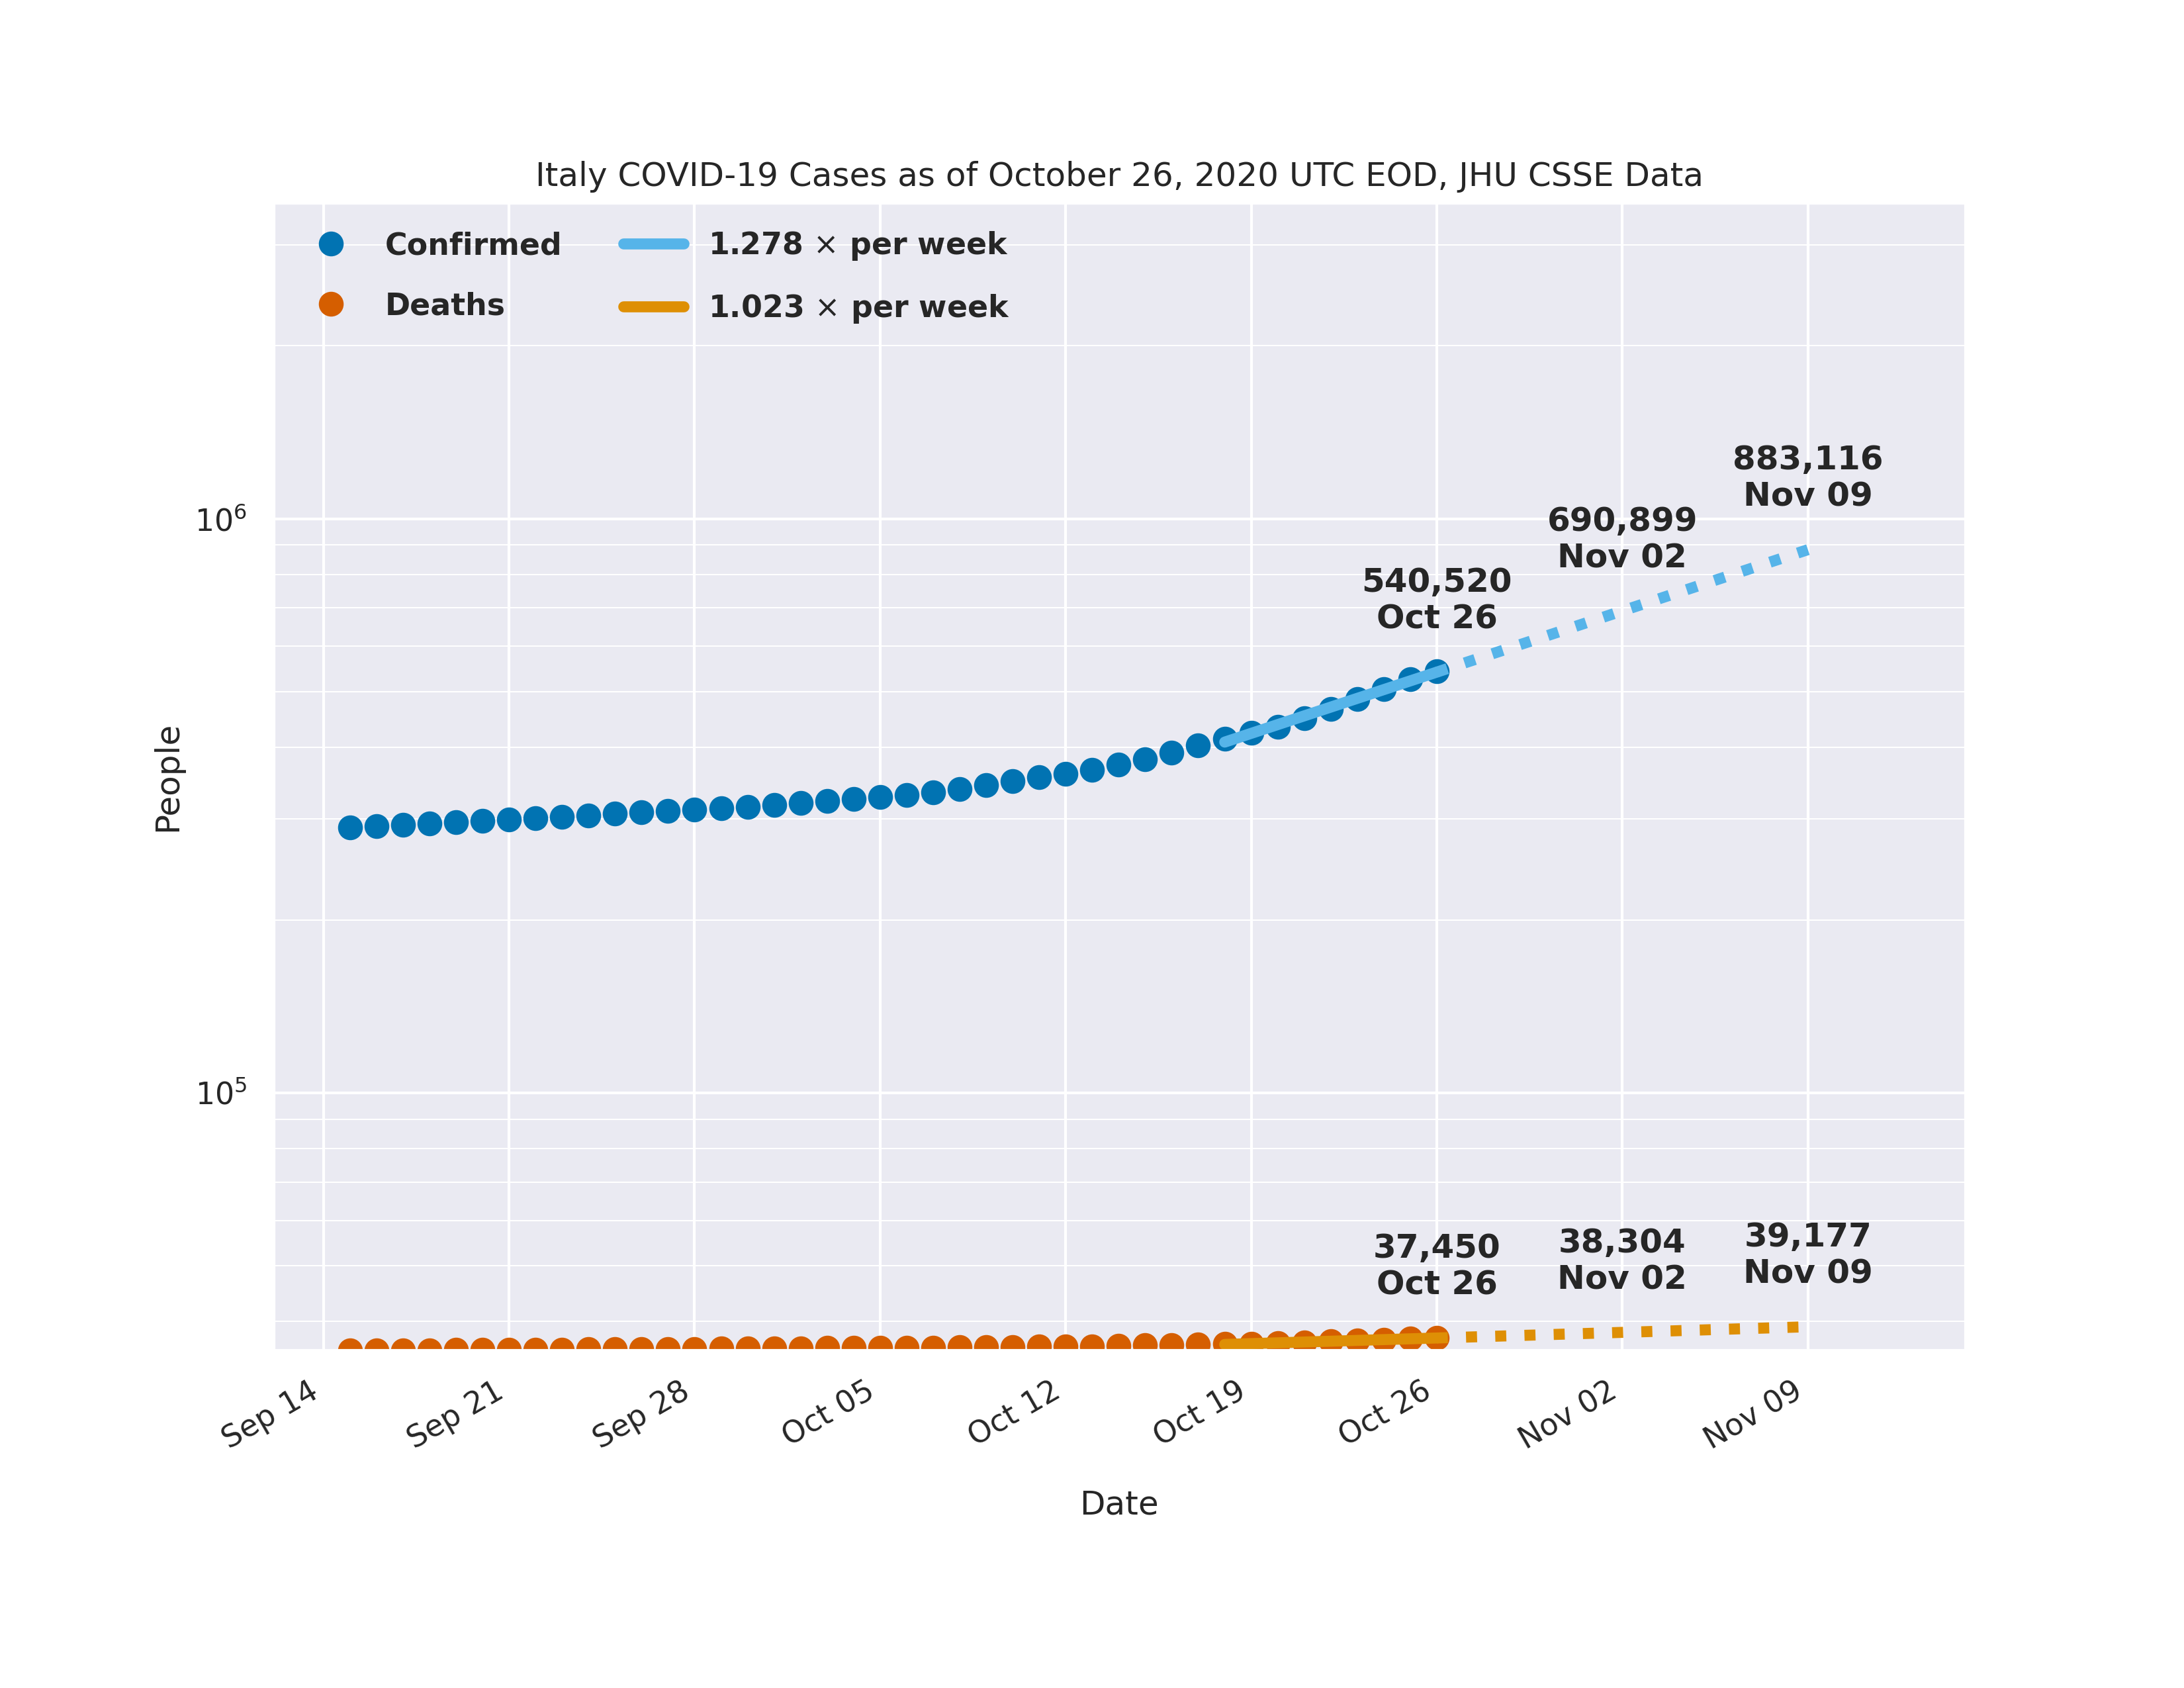 Italy COVID-19 Cases as of October 26, 2020 UTC EOD, JHU CSSE Data
Confirmed
Deaths
1.278 × per week
1.023 × per week
883,116
Nov 09
690,899
Nov 02
540,520
Oct 26
10⁶
10⁵
People
37,450
Oct 26
38,304
Nov 02
39,177
Nov 09
Sep 14
Sep 21
Sep 28
Oct 05
Oct 12
Oct 19
Oct 26
Nov 02
Nov 09
Date